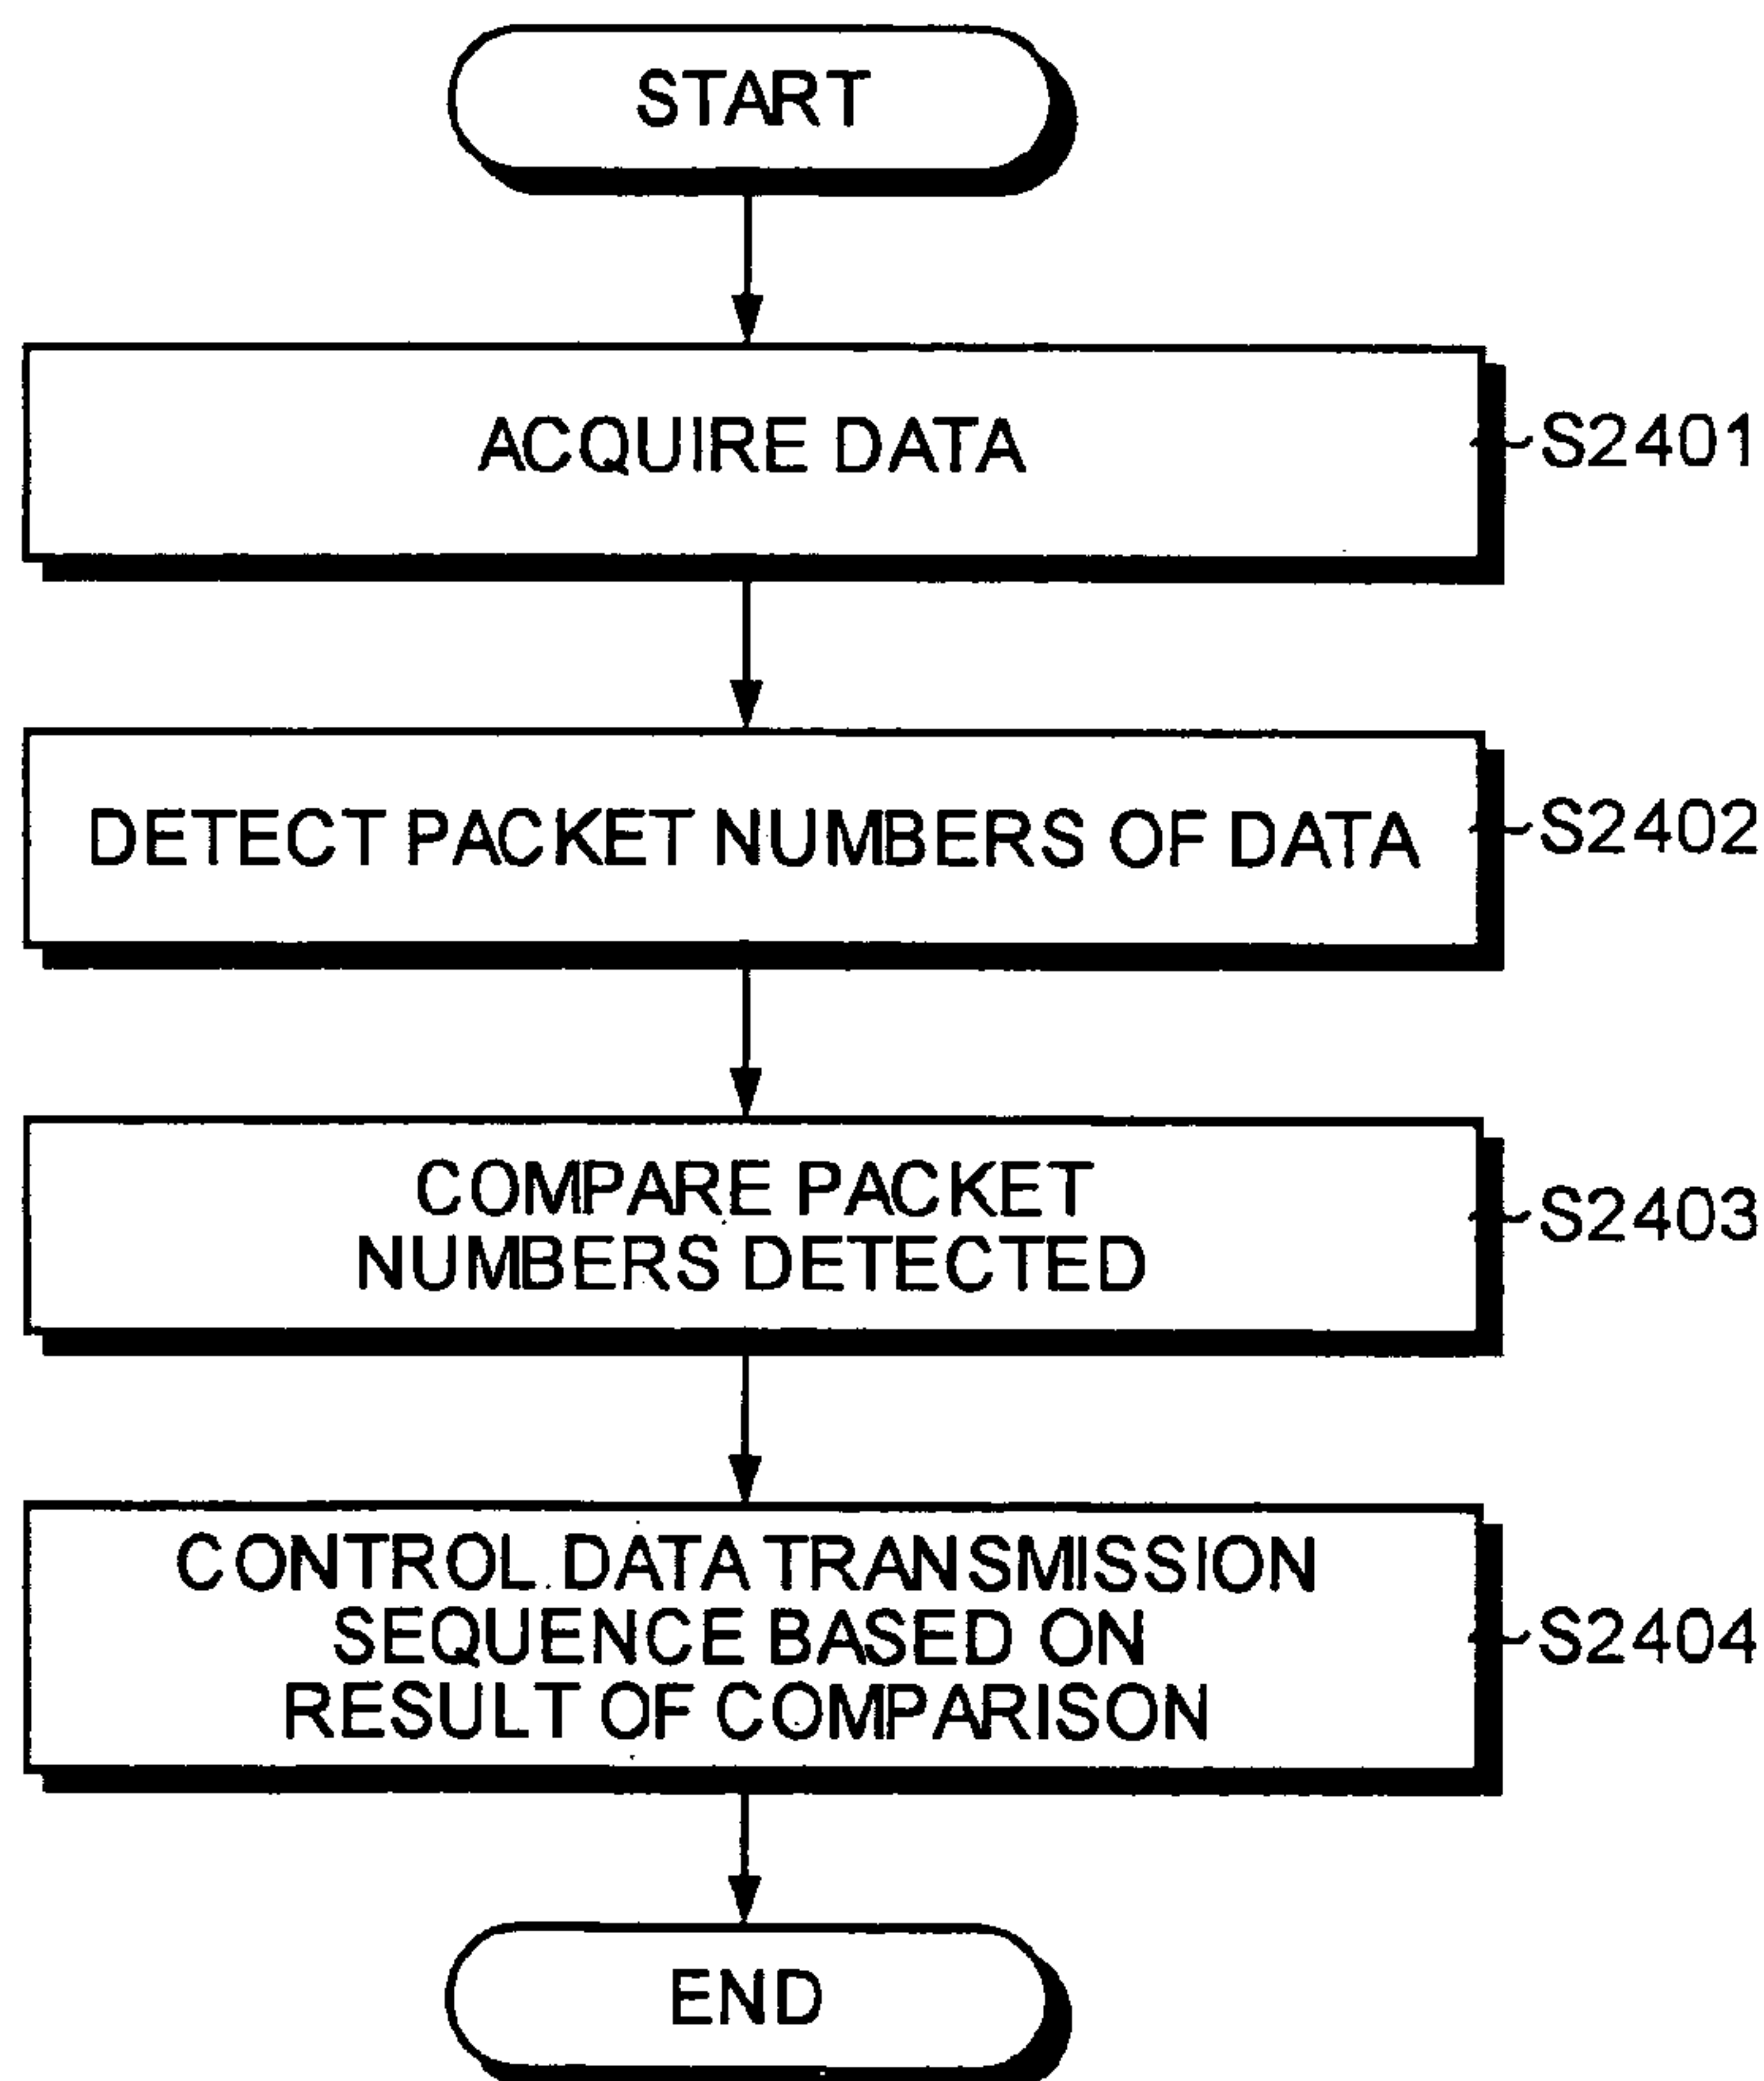 START
ACQUIRE DATA
S2401
DETECT PACKET NUMBERS OF DATA
S2402
COMPARE PACKET
NUMBERS DETECTED
S2403
CONTROL DATA TRANSMISSION
SEQUENCE BASED ON
RESULT OF COMPARISON
S2404
END